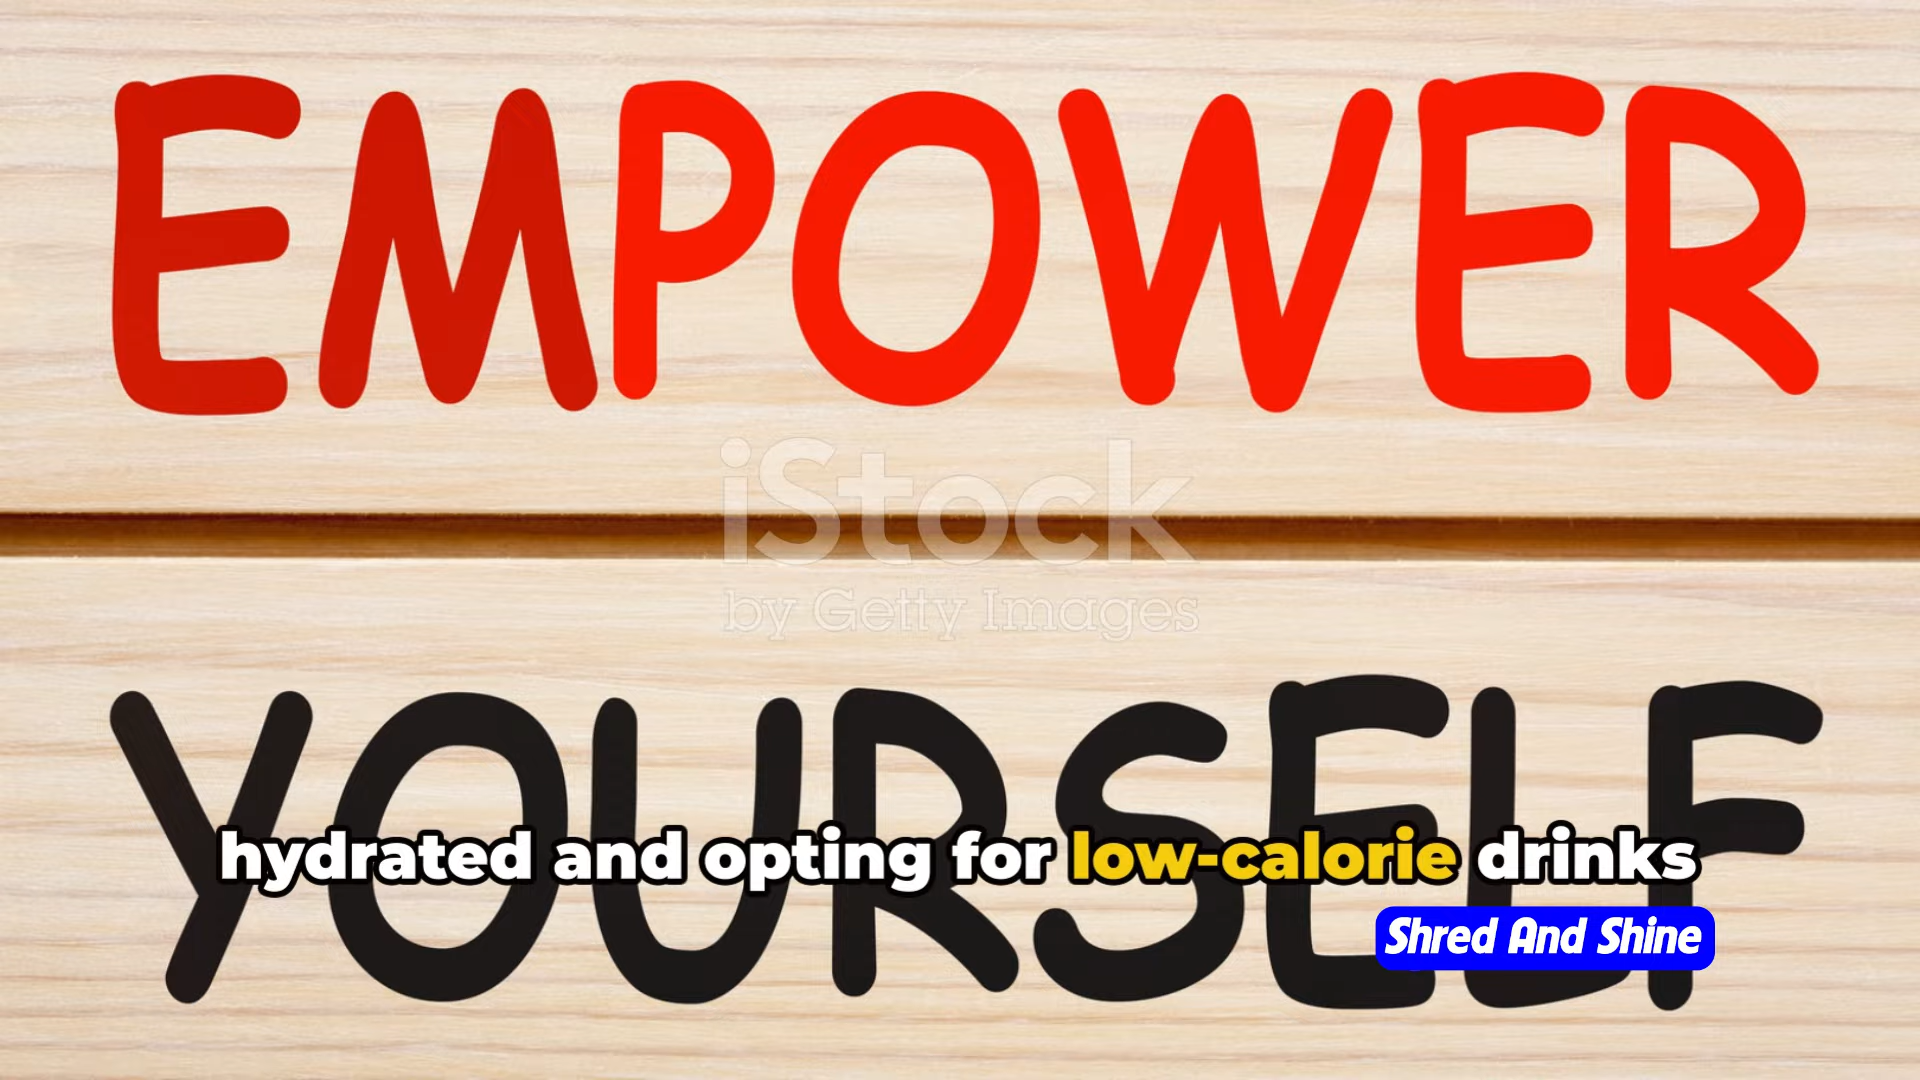 EMPOWER
iStock
by Getty Images
YOURSELF
hydrated and opting for low-calorie drinks
Shred And Shine